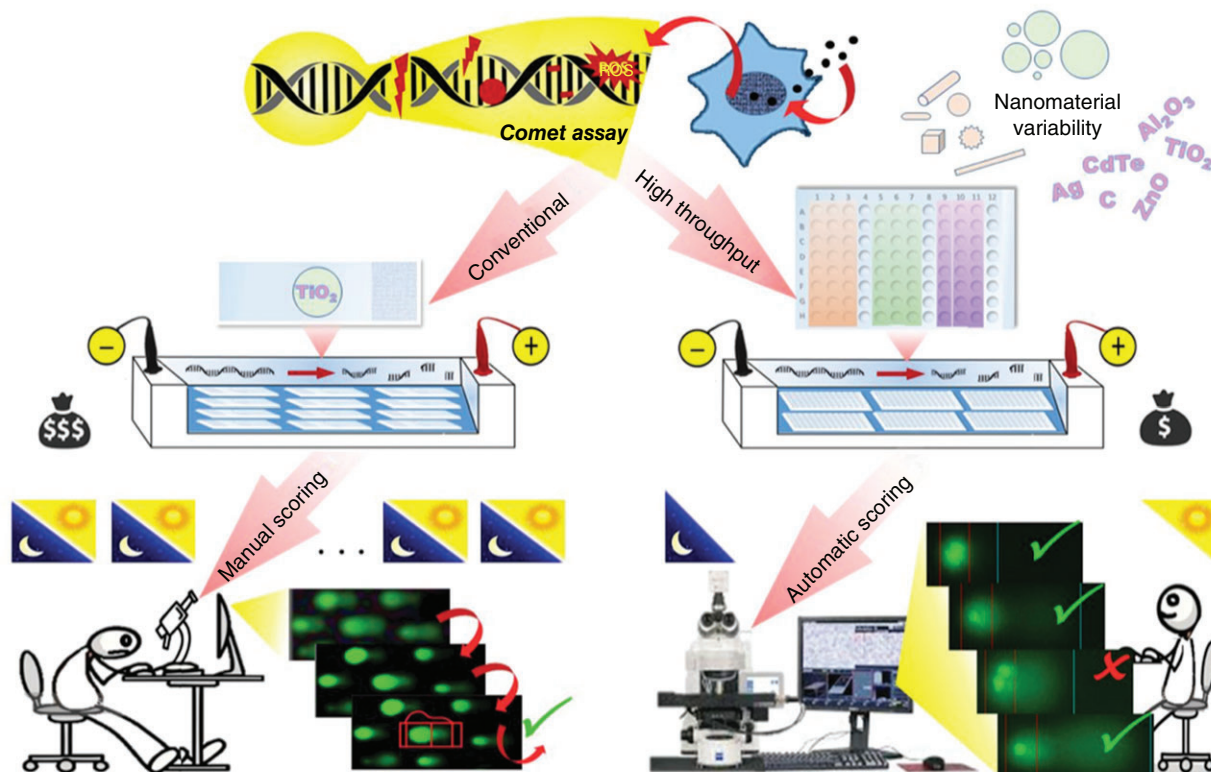 ROS
Comet assay
Nanomaterial
variability
Al₂O₃
CdTe
TiO₂
Ag
C
ZnO
Conventional
High throughput
1 2 3 4 5 6 7 8 9 10 11 12
A
B
C
D
E
F
G
H
TiO₂
−
+
−
+
$$$
$
Manual scoring
. . .
Automatic scoring